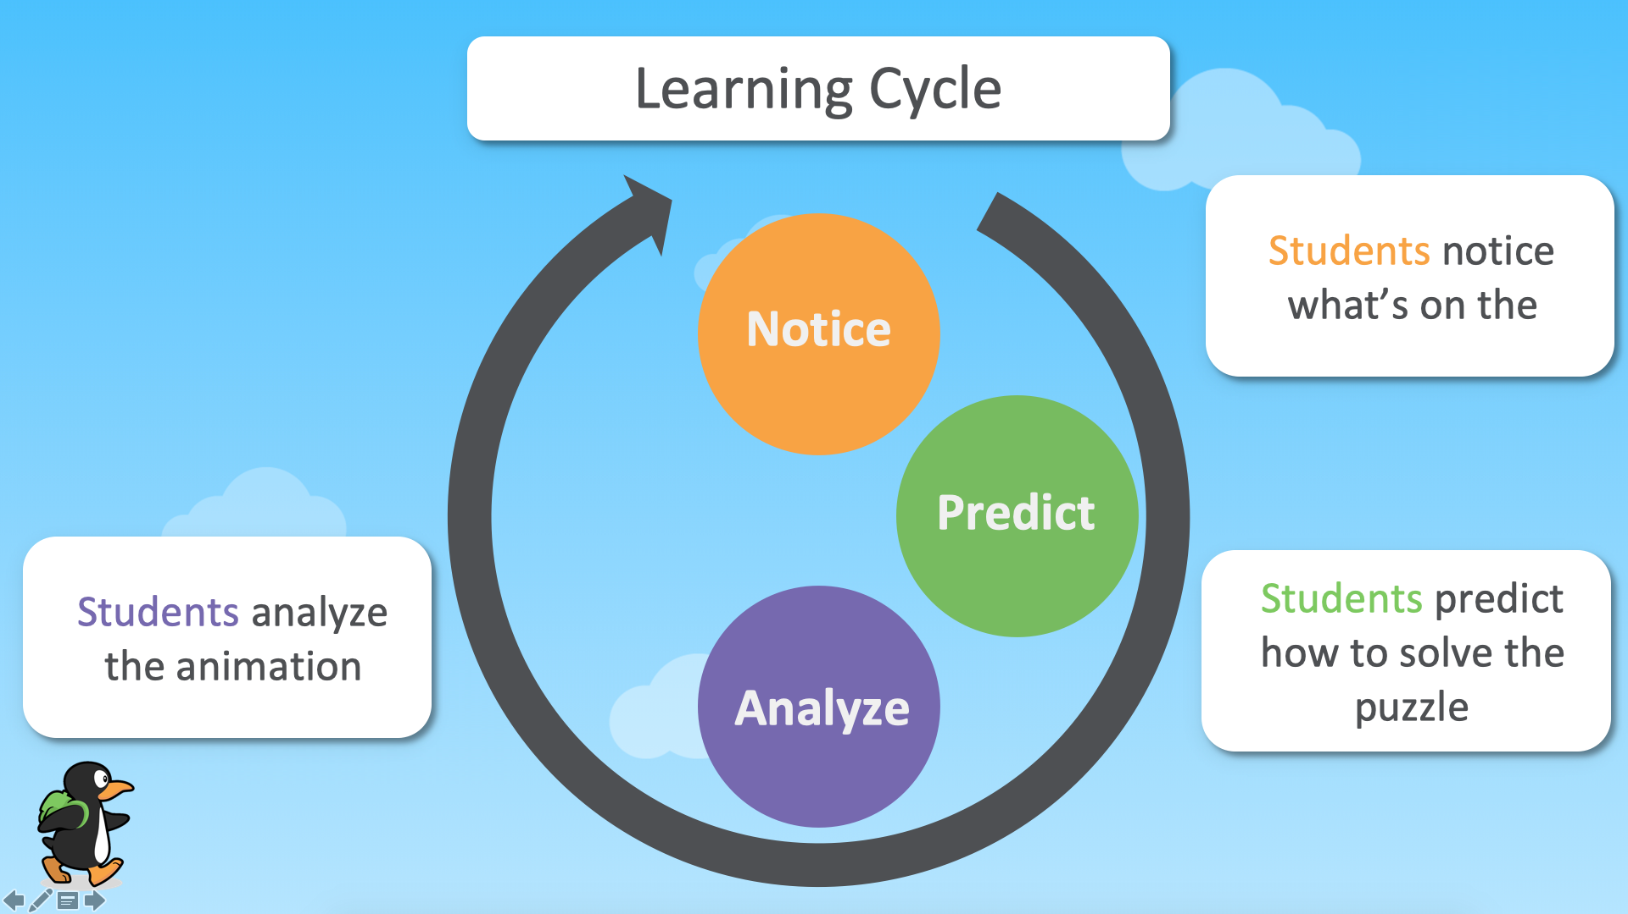 Learning Cycle
Notice
Students notice
what’s on the
Predict
Students predict
how to solve the
puzzle
Analyze
Students analyze
the animation